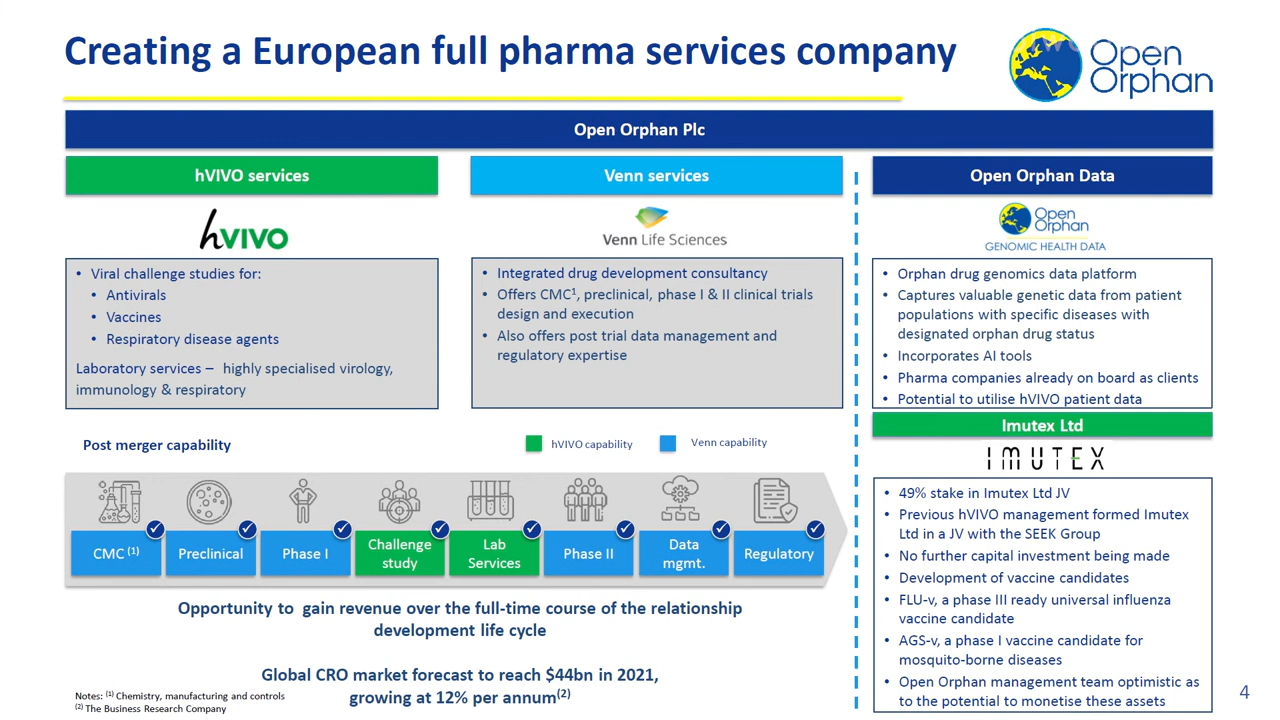 Creating a European full pharma services company
Open
Orphan
Open Orphan Plc
hVIVO services
hVIVO
• Viral challenge studies for:
• Antivirals
• Vaccines
• Respiratory disease agents
Laboratory services – highly specialised virology,
immunology & respiratory
Venn services
Venn Life Sciences
• Integrated drug development consultancy
• Offers CMC1, preclinical, phase I & II clinical trials
design and execution
• Also offers post trial data management and
regulatory expertise
Open Orphan Data
Open
Orphan
GENOMIC HEALTH DATA
• Orphan drug genomics data platform
• Captures valuable genetic data from patient
populations with specific diseases with
designated orphan drug status
• Incorporates AI tools
• Pharma companies already on board as clients
• Potential to utilise hVIVO patient data
Imutex Ltd
IMUTEX
• 49% stake in Imutex Ltd JV
• Previous hVIVO management formed Imutex
Ltd in a JV with the SEEK Group
• No further capital investment being made
• Development of vaccine candidates
• FLU-v, a phase III ready universal influenza
vaccine candidate
• AGS-v, a phase I vaccine candidate for
mosquito-borne diseases
• Open Orphan management team optimistic as
to the potential to monetise these assets
Post merger capability
hVIVO capability
Venn capability
CMC (1)
Preclinical
Phase I
Challenge
study
Lab
Services
Phase II
Data
mgmt.
Regulatory
Opportunity to gain revenue over the full-time course of the relationship
development life cycle
Global CRO market forecast to reach $44bn in 2021,
growing at 12% per annum(2)
Notes: (1) Chemistry, manufacturing and controls
(2) The Business Research Company
4